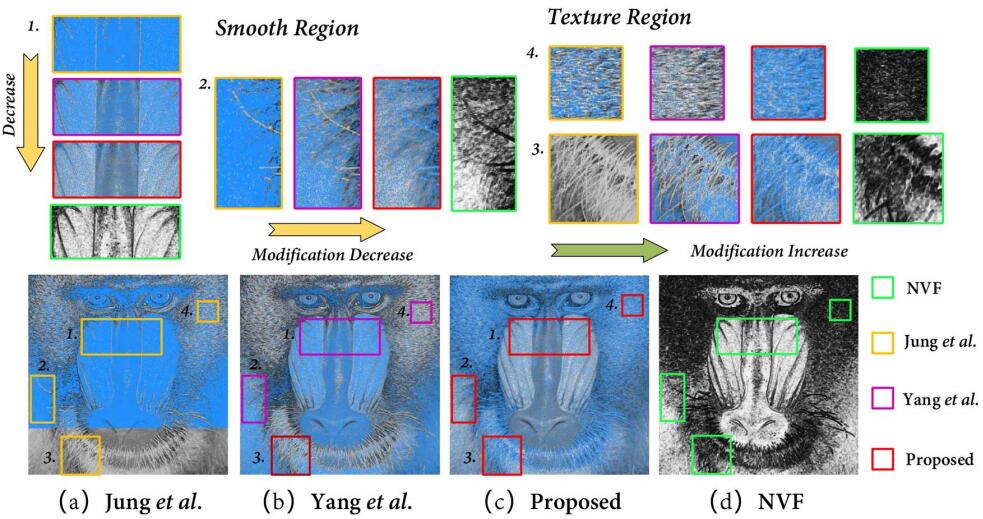 1.
Smooth Region
Texture Region
Decrease
2.
4.
3.
Modification Decrease
Modification Increase
4.
1.
2.
3.
4.
1.
2.
3.
4.
1.
2.
3.
NVF
Jung et al.
Yang et al.
Proposed
(a) Jung et al.
(b) Yang et al.
(c) Proposed
(d) NVF